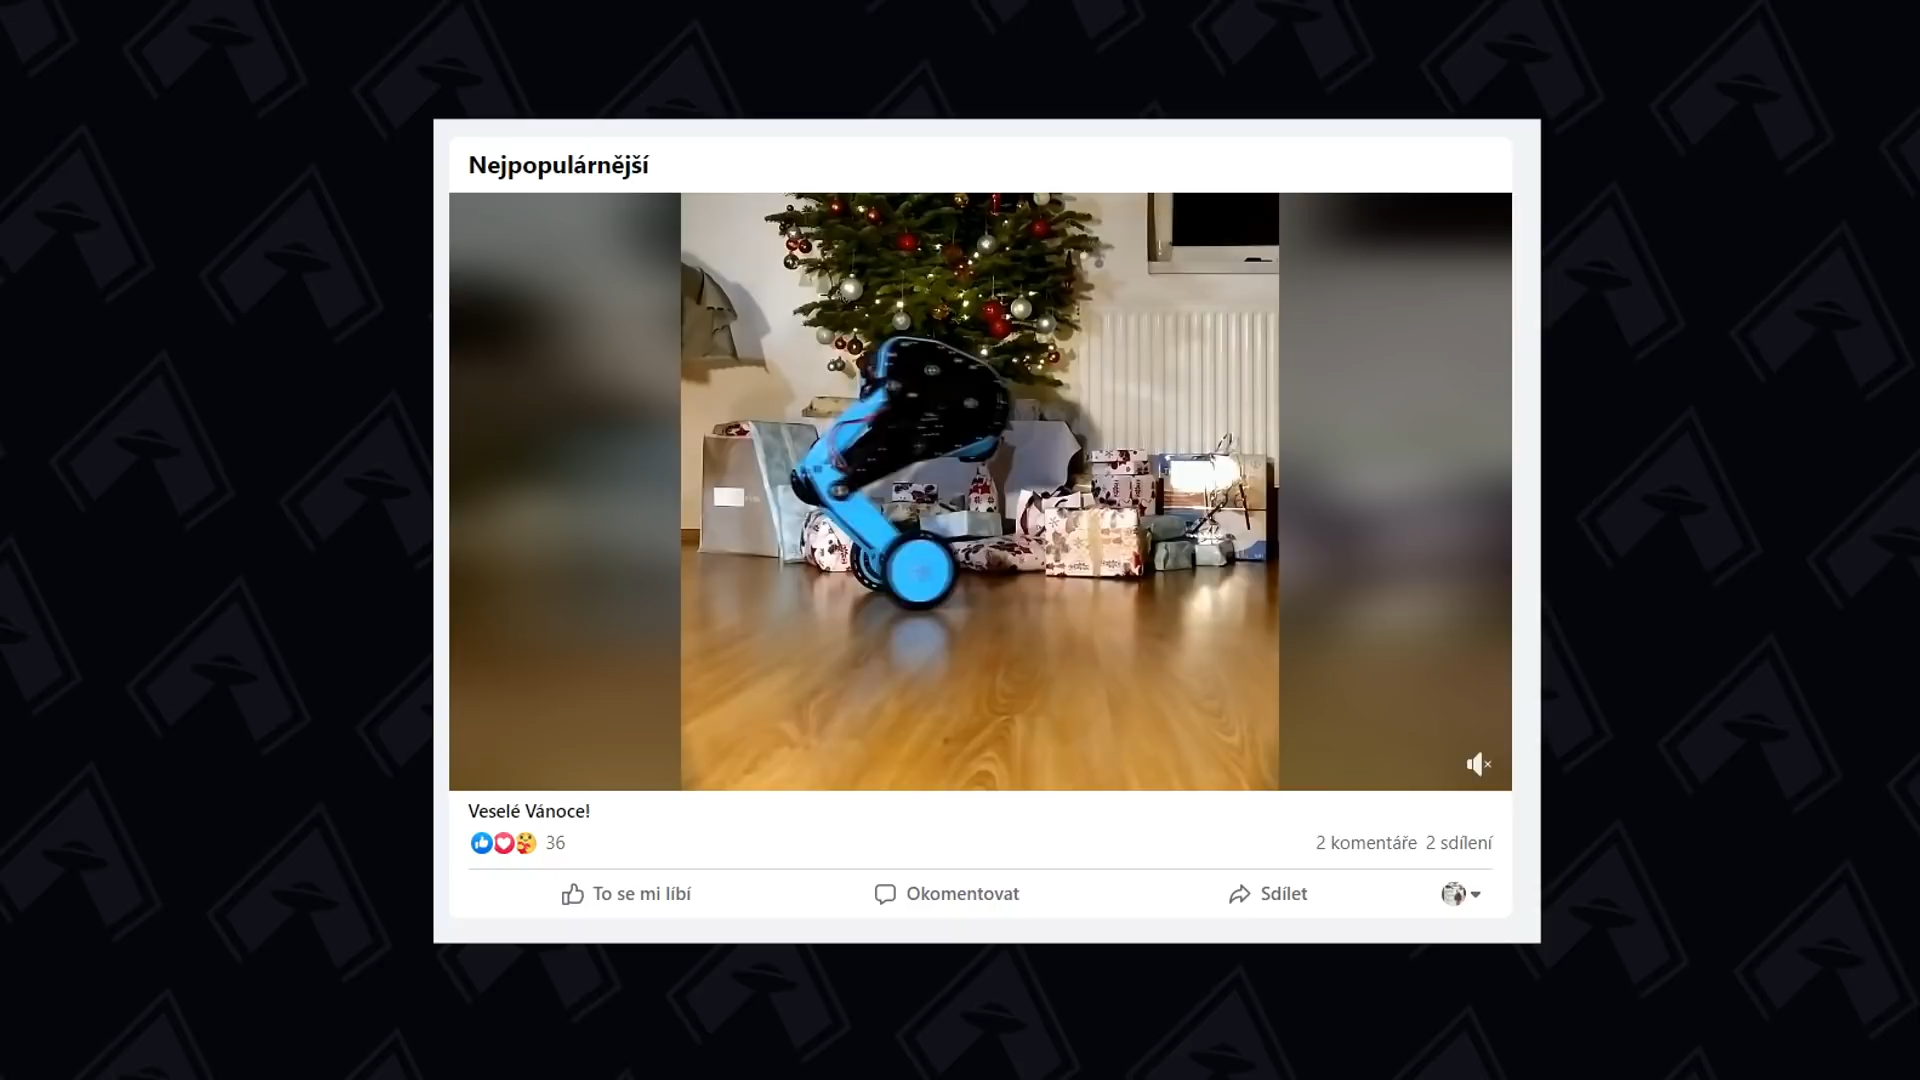 Nejpopulárnější
Veselé Vánoce!
36
2 komentáře 2 sdílení
To se mi líbí
Okomentovat
Sdílet